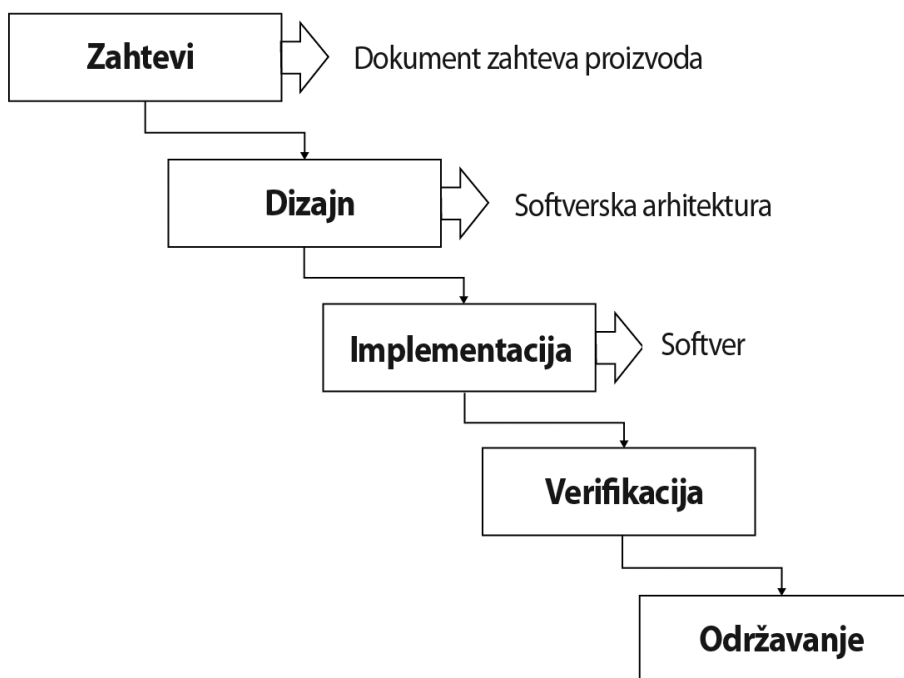 Zahtevi
Dokument zahteva proizvoda
Dizajn
Softverska arhitektura
Implementacija
Softver
Verifikacija
Održavanje